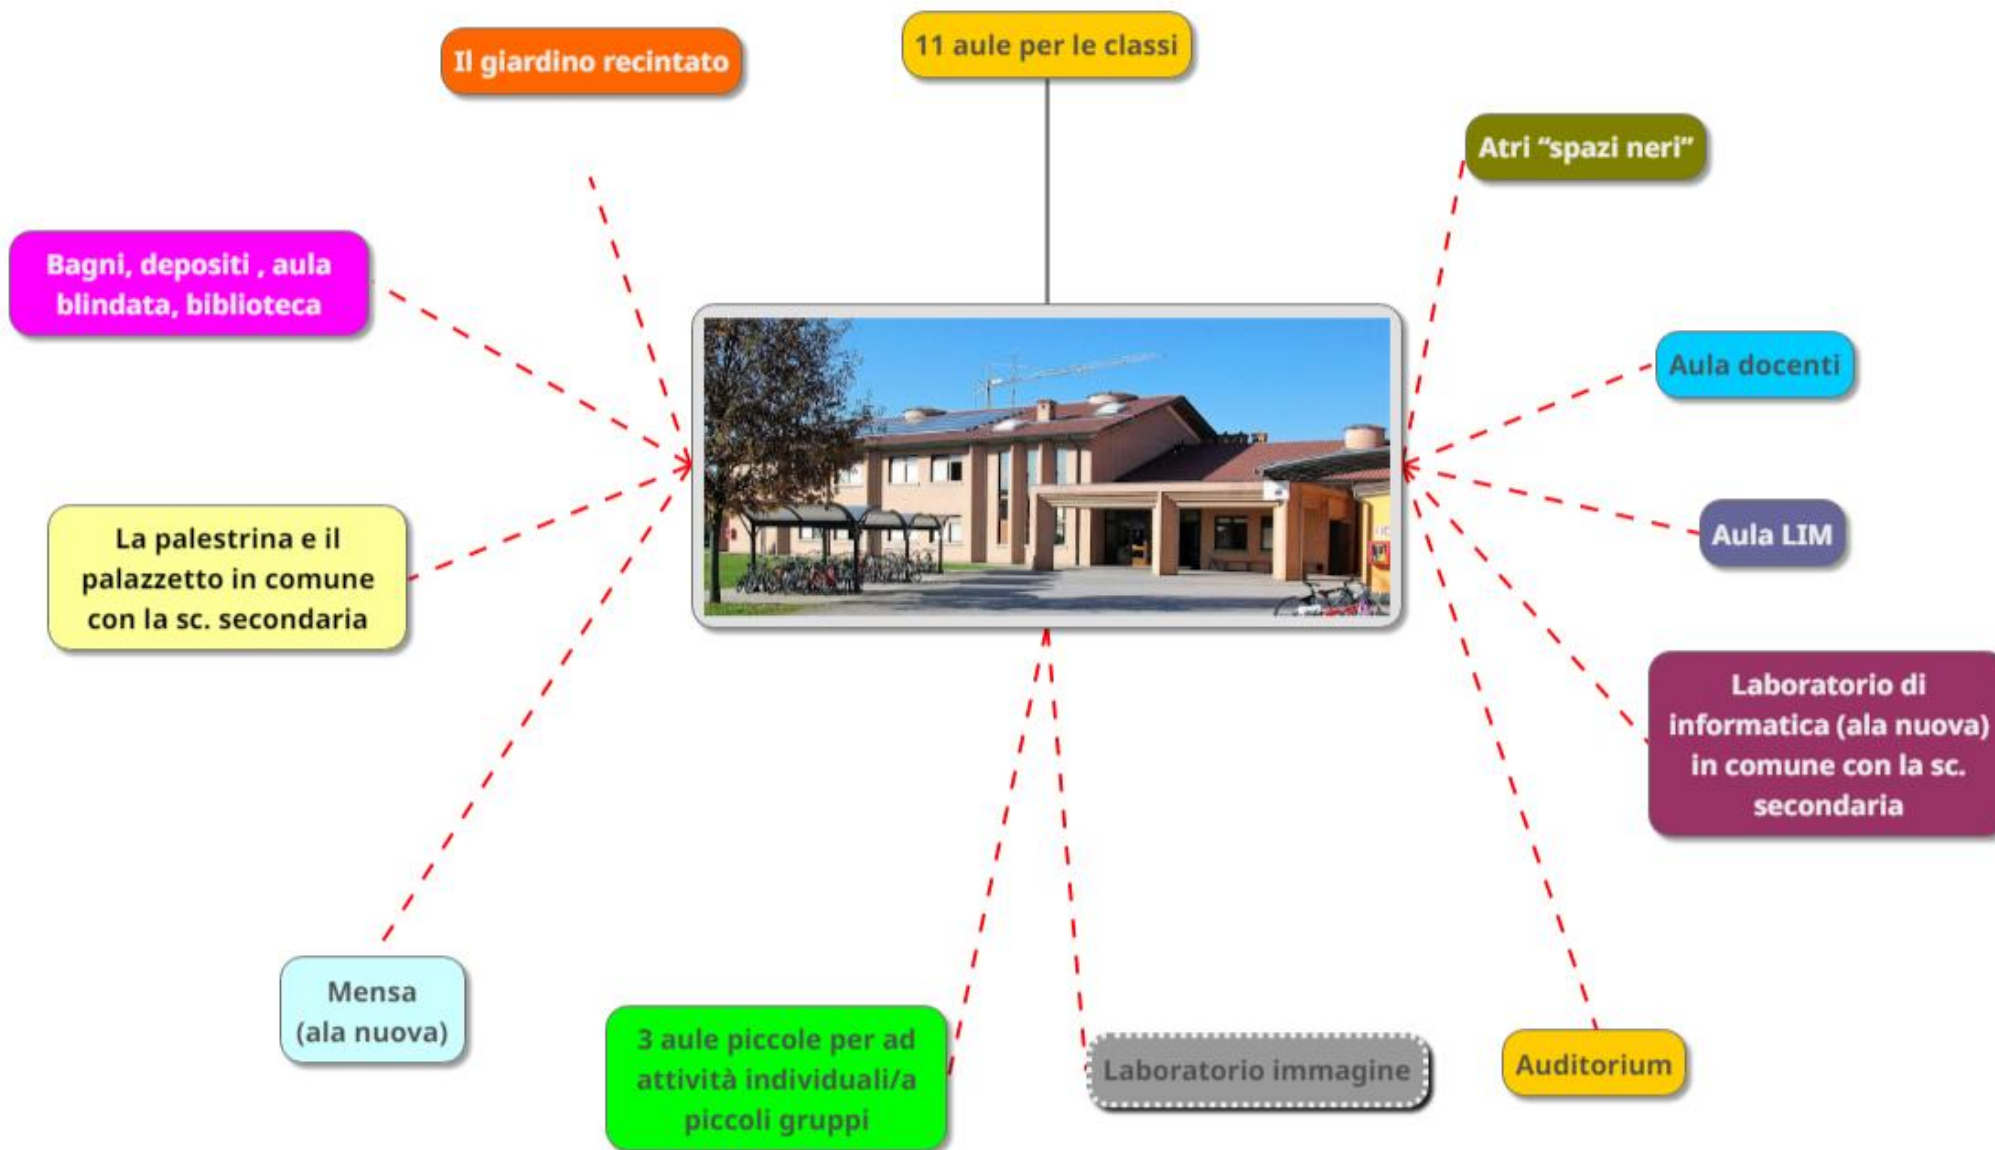 Il giardino recintato
11 aule per le classi
Atri “spazi neri”
Bagni, depositi , aula
blindata, biblioteca
Aula docenti
La palestrina e il
palazzetto in comune
con la sc. secondaria
Aula LIM
Laboratorio di
informatica (ala nuova)
in comune con la sc.
secondaria
Mensa
(ala nuova)
3 aule piccole per ad
attività individuali/a
piccoli gruppi
Laboratorio immagine
Auditorium